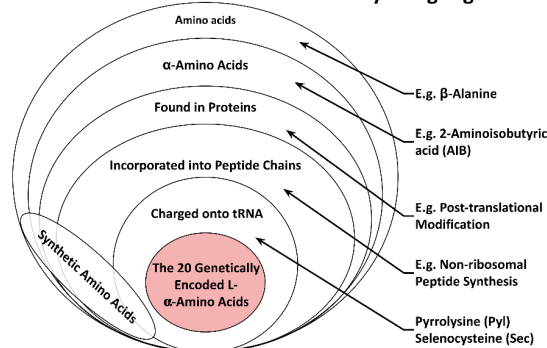 Amino acids
α-Amino Acids
Found in Proteins
Incorporated into Peptide Chains
Charged onto tRNA
The 20 Genetically
Encoded L-
α-Amino Acids
Synthetic Amino Acids
E.g. β-Alanine
E.g. 2-Aminoisobutyric
acid (AIB)
E.g. Post-translational
Modification
E.g. Non-ribosomal
Peptide Synthesis
Pyrrolysine (Pyl)
Selenocysteine (Sec)